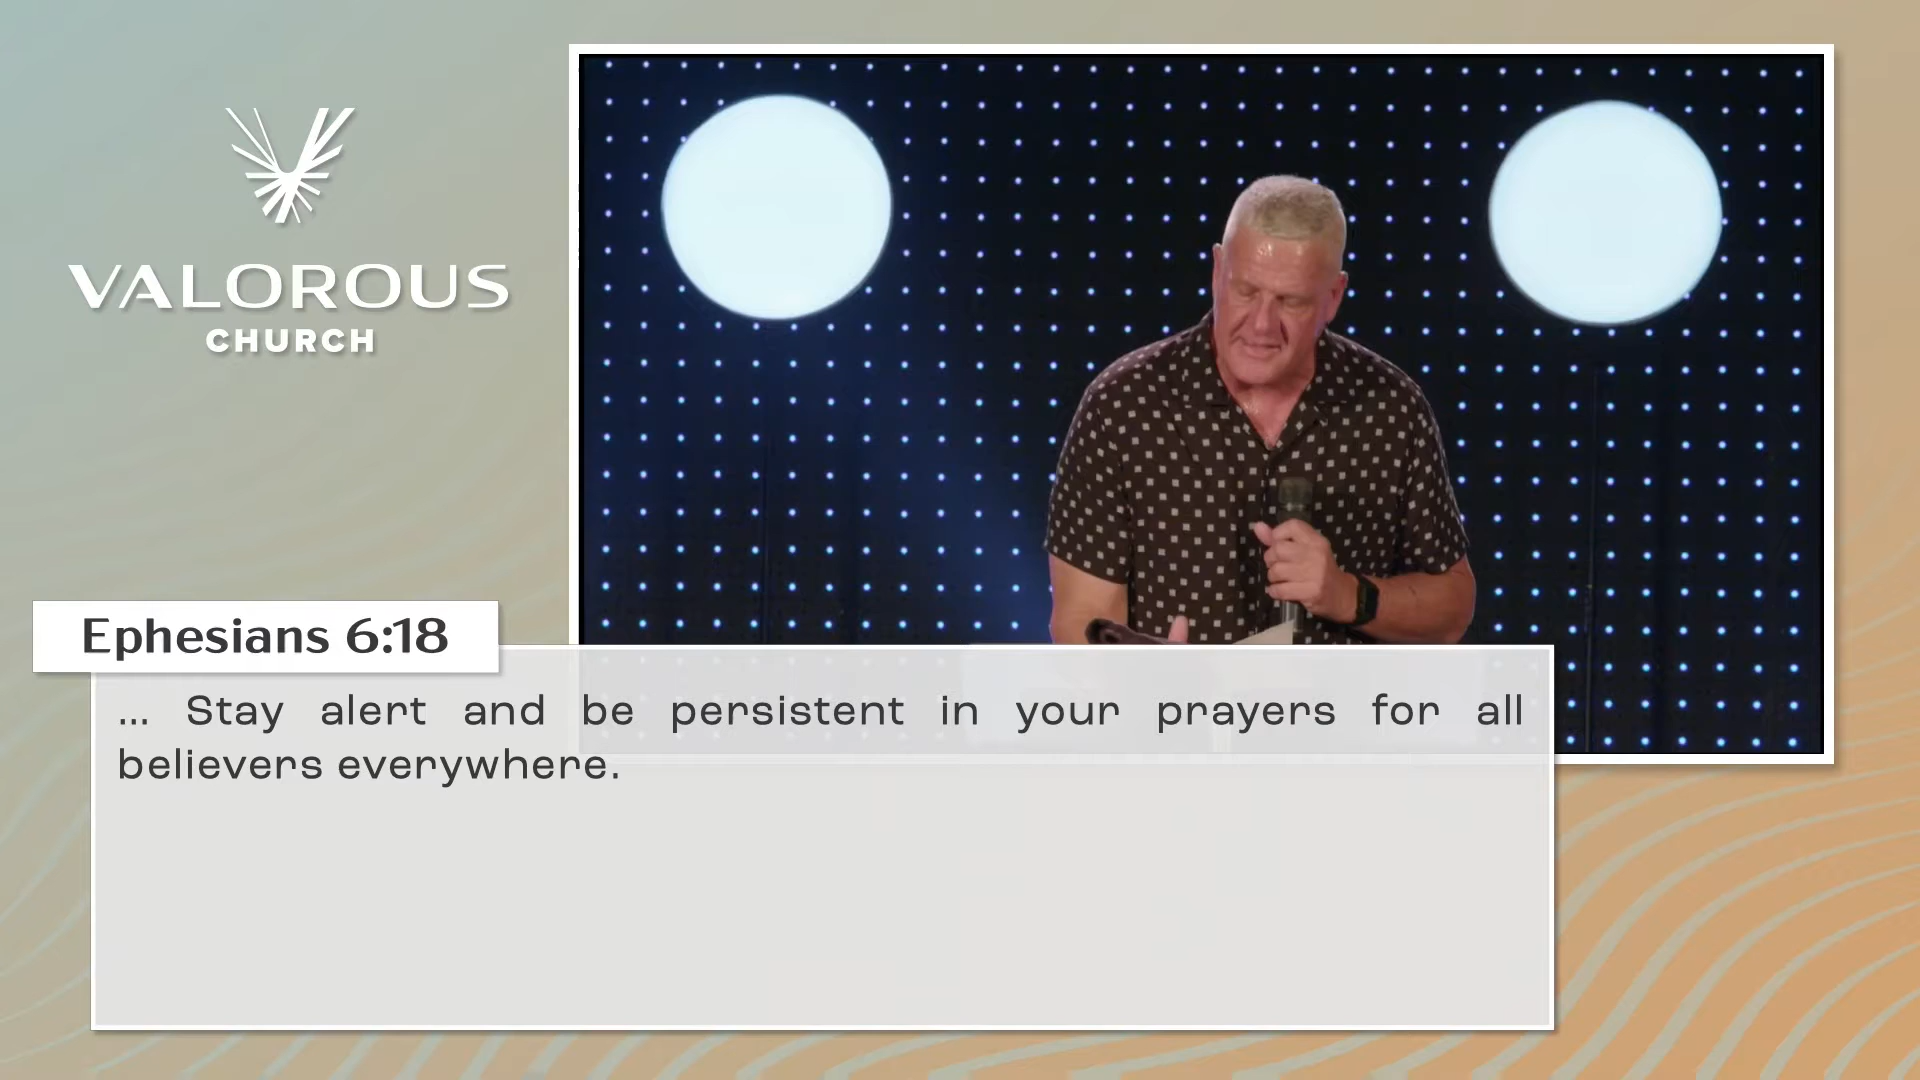 VALOROUS
CHURCH
Ephesians 6:18
... Stay alert and be persistent in your prayers for all
believers everywhere.